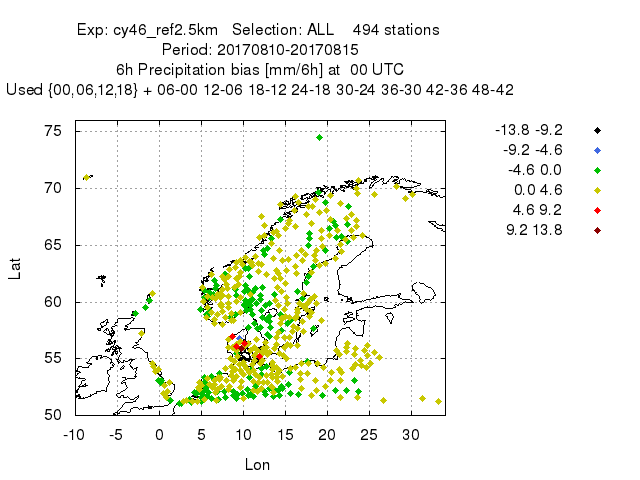 Exp: cy46_ref2.5km Selection: ALL 494 stations
Period: 20170810-20170815
6h Precipitation bias [mm/6h] at 00 UTC
Used {00,06,12,18} + 06-00 12-06 18-12 24-18 30-24 36-30 42-36 48-42
-13.8 -9.2
-9.2 -4.6
-4.6 0.0
0.0 4.6
4.6 9.2
9.2 13.8
75
70
65
60
55
50
Lat
-10 -5 0 5 10 15 20 25 30
Lon